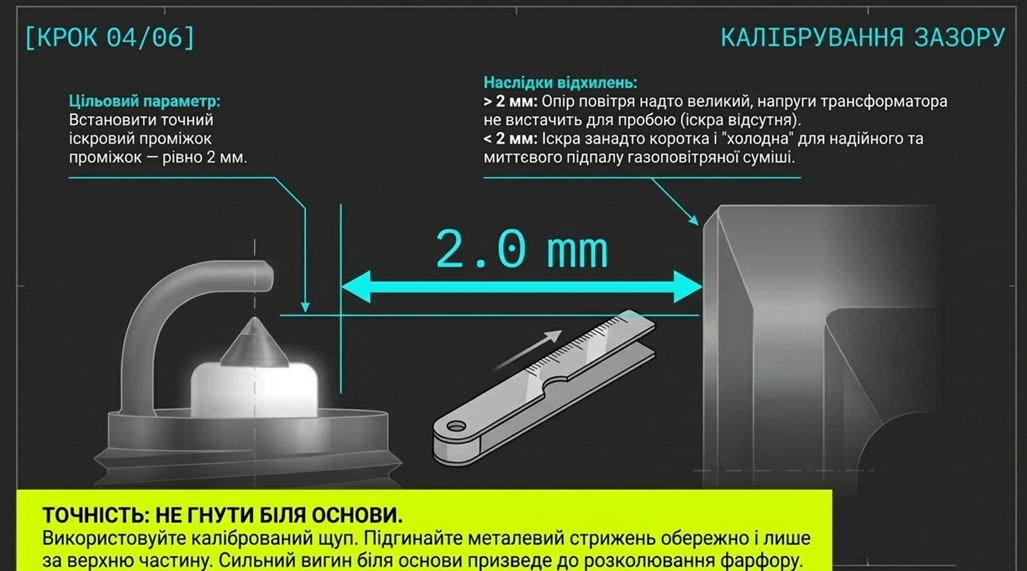 [КРОК 04/06]
КАЛІБРУВАННЯ ЗАЗОРУ
Цільовий параметр:
Встановити точний
іскровий проміжок
проміжок — рівно 2 мм.
Наслідки відхилень:
> 2 мм: Опір повітря надто великий, напруги трансформатора
не вистачить для пробою (іскра відсутня).
< 2 мм: Іскра занадто коротка і "холодна" для надійного та
миттєвого підпалу газоповітряної суміші.
2.0 mm
ТОЧНІСТЬ: НЕ ГНУТИ БІЛЯ ОСНОВИ.
Використовуйте калібрований щуп. Підгинайте металевий стрижень обережно і лише
за верхню частину. Сильний вигин біля основи призведе до розколювання фарфору.